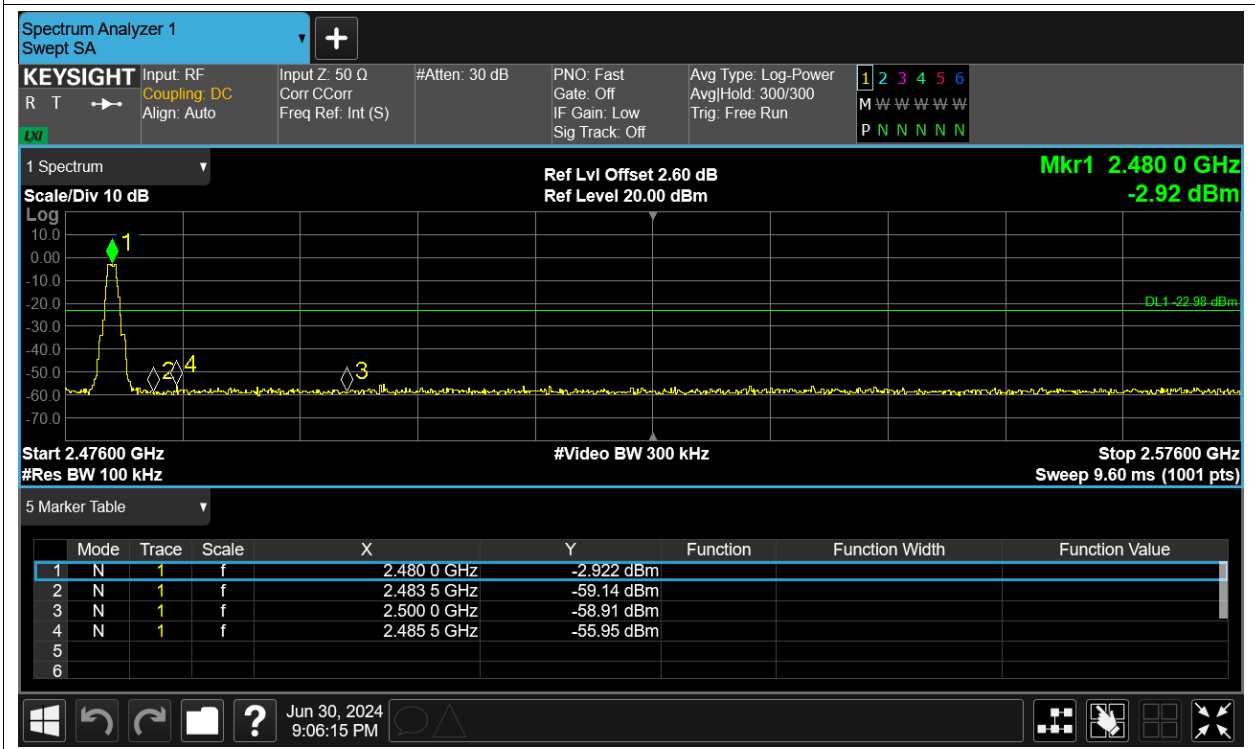 Spectrum Analyzer 1
Swept SA
KEYSIGHT
R T
LXI
Input: RF
Coupling: DC
Align: Auto
Input Z: 50 Ω
Corr CCorr
Freq Ref: Int (S)
#Atten: 30 dB
PNO: Fast
Gate: Off
IF Gain: Low
Sig Track: Off
Avg Type: Log-Power
Avg|Hold: 300/300
Trig: Free Run
1 2 3 4 5 6
M W W W W W W
P N N N N N
1 Spectrum
Scale/Div 10 dB
Ref Lvl Offset 2.60 dB
Ref Level 20.00 dBm
Mkr1 2.480 0 GHz
-2.92 dBm
Log
10.0
0.00
-10.0
-20.0
-30.0
-40.0
-50.0
-60.0
-70.0
1
2
4
3
DL1 -22.98 dBm
Start 2.47600 GHz
#Res BW 100 kHz
#Video BW 300 kHz
Stop 2.57600 GHz
Sweep 9.60 ms (1001 pts)
5 Marker Table
Mode Trace Scale X Y Function Function Width Function Value
1 N 1 f 2.480 0 GHz -2.922 dBm
2 N 1 f 2.483 5 GHz -59.14 dBm
3 N 1 f 2.500 0 GHz -58.91 dBm
4 N 1 f 2.485 5 GHz -55.95 dBm
5
6
?
Jun 30, 2024
9:06:15 PM